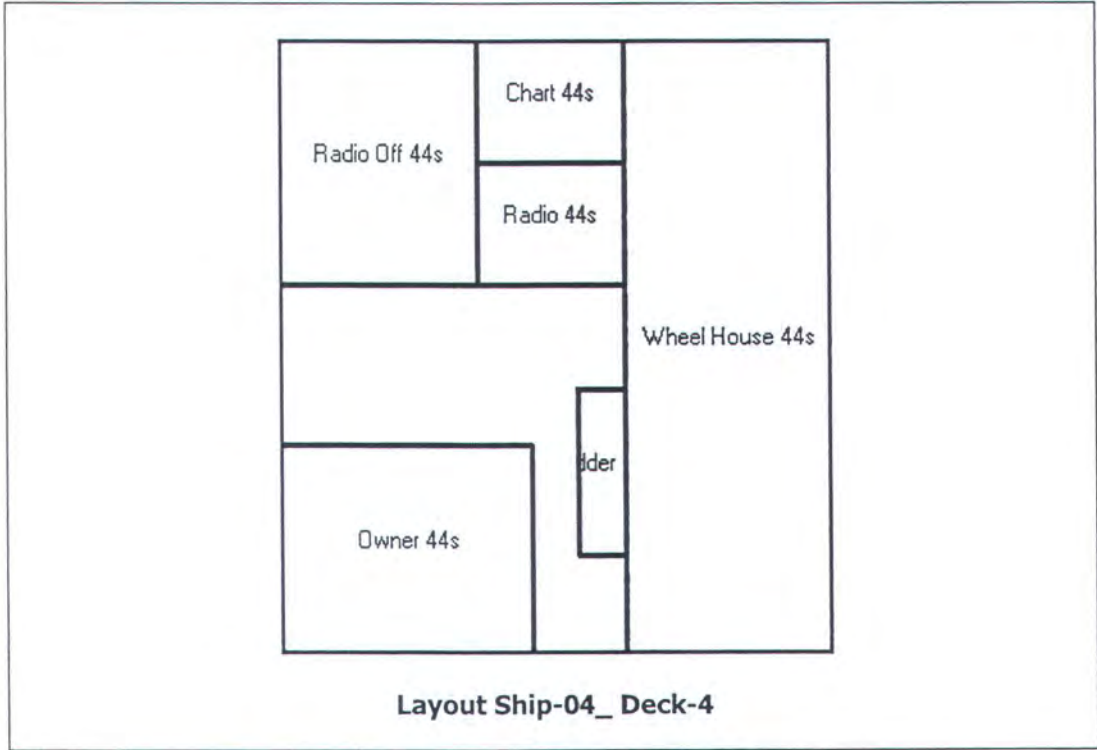 Chart 44s
Radio Off 44s
Radio 44s
Wheel House 44s
dder
Owner 44s
Layout Ship-04_ Deck-4